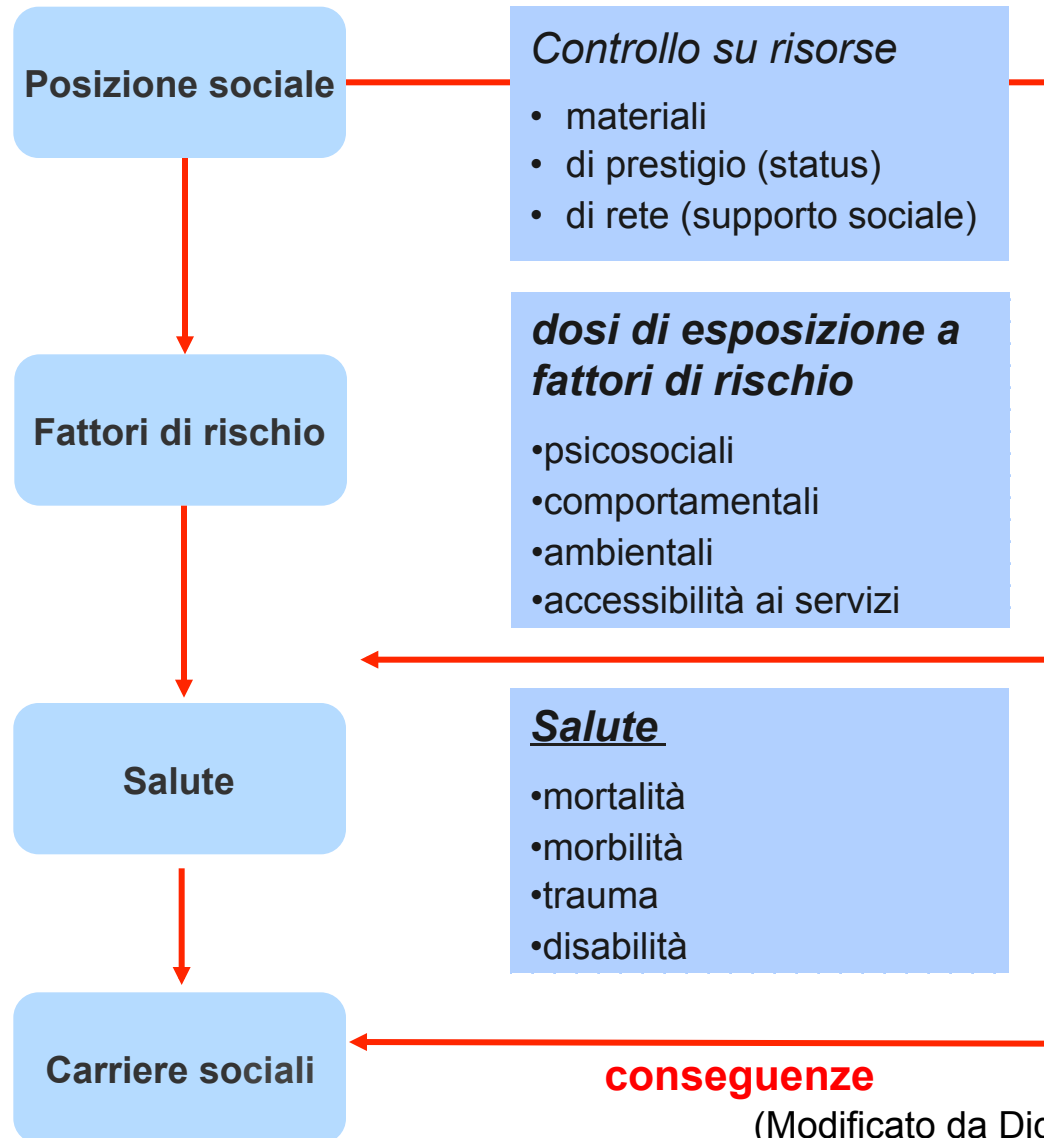 Posizione sociale
Controllo su risorse
• materiali
• di prestigio (status)
• di rete (supporto sociale)
Fattori di rischio
dosi di esposizione a
fattori di rischio
•psicosociali
•comportamentali
•ambientali
•accessibilità ai servizi
Salute
Salute
•mortalità
•morbilità
•trauma
•disabilità
Carriere sociali
conseguenze
(Modificato da